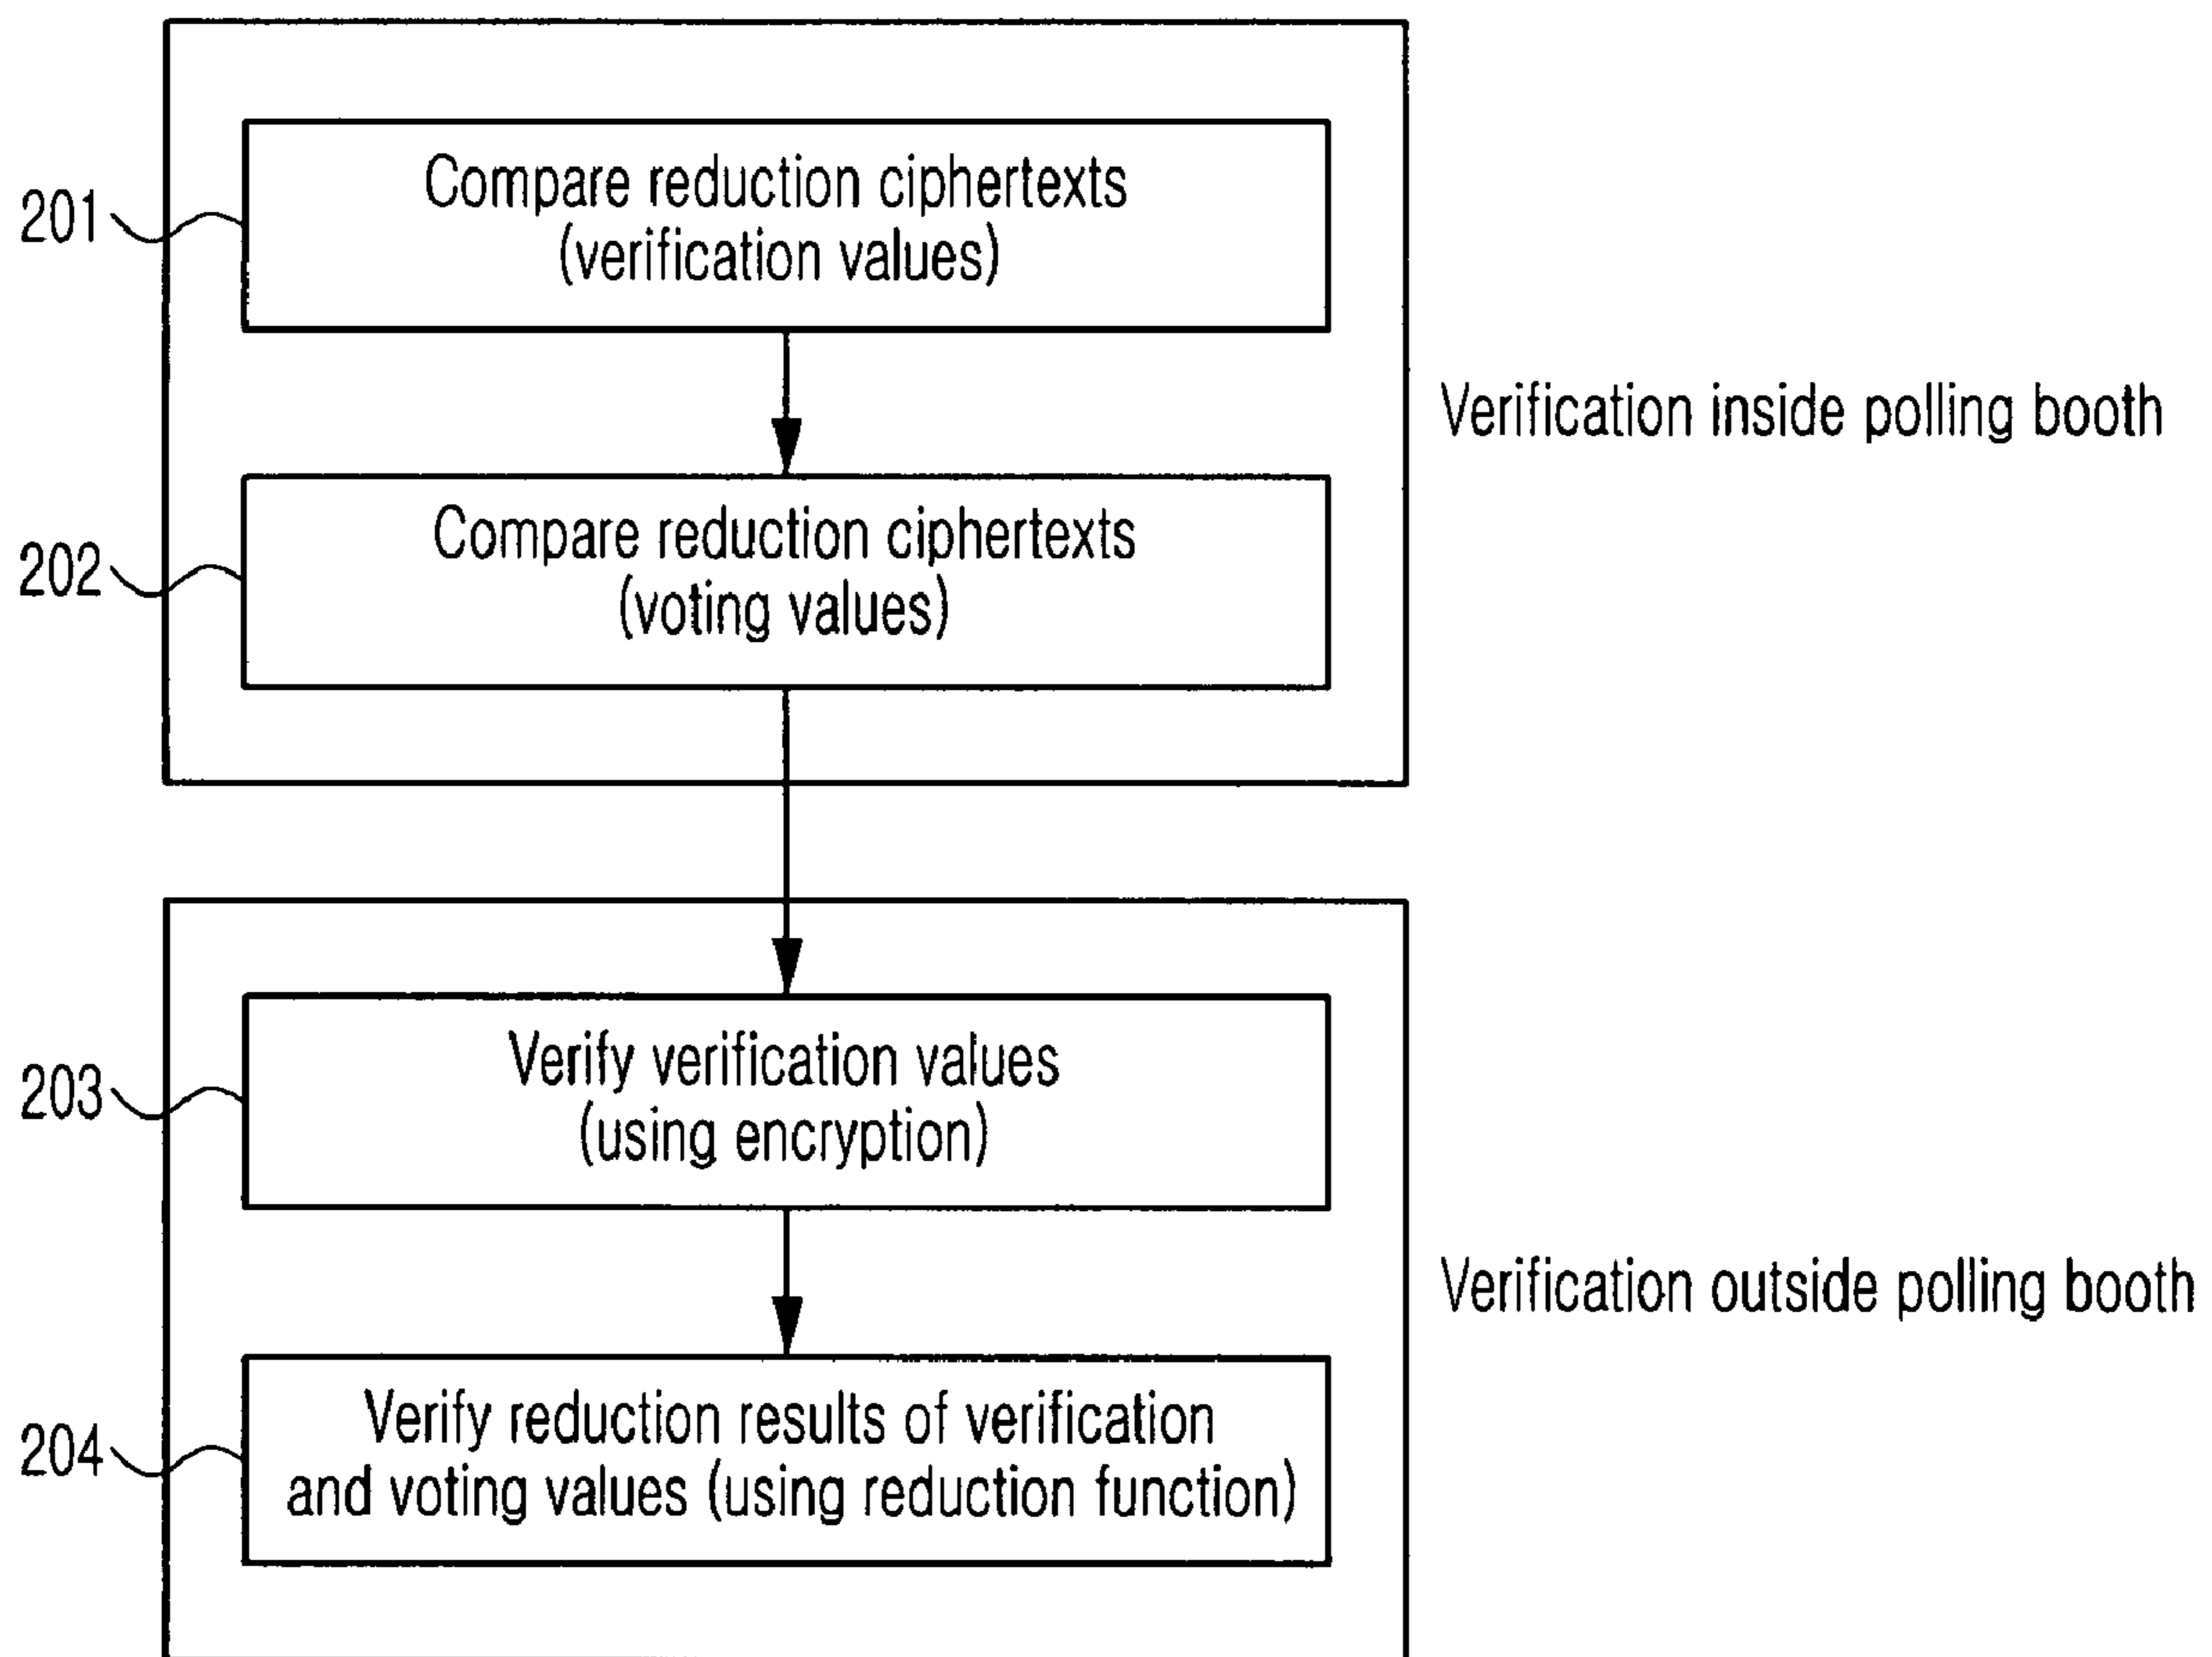 201
Compare reduction ciphertexts
(verification values)
Verification inside polling booth
202
Compare reduction ciphertexts
(voting values)
203
Verify verification values
(using encryption)
Verification outside polling booth
204
Verify reduction results of verification
and voting values (using reduction function)